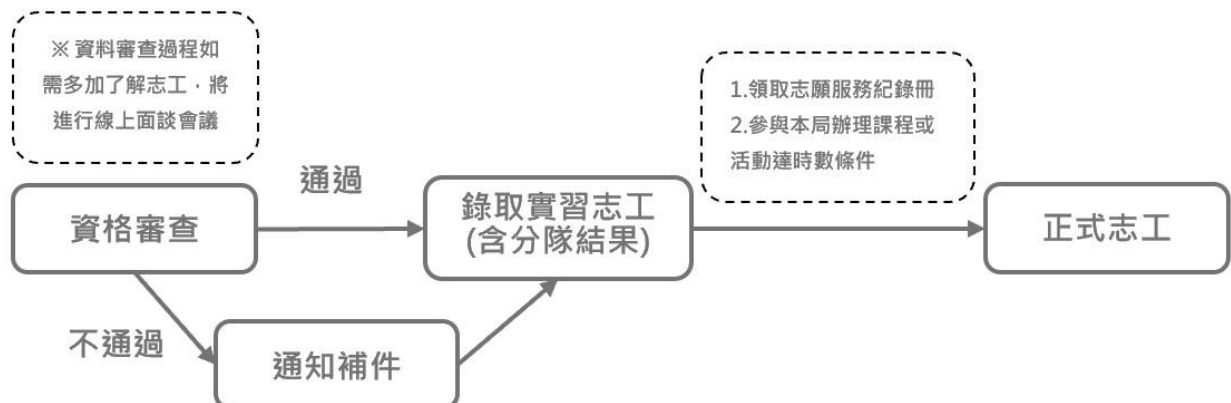 ※ 資料審查過程如
需多加了解志工，將
進行線上面談會議
1.領取志願服務紀錄冊
2.參與本局辦理課程或
活動達時數條件
通過
資格審查
錄取實習志工
(含分隊結果)
正式志工
不通過
通知補件